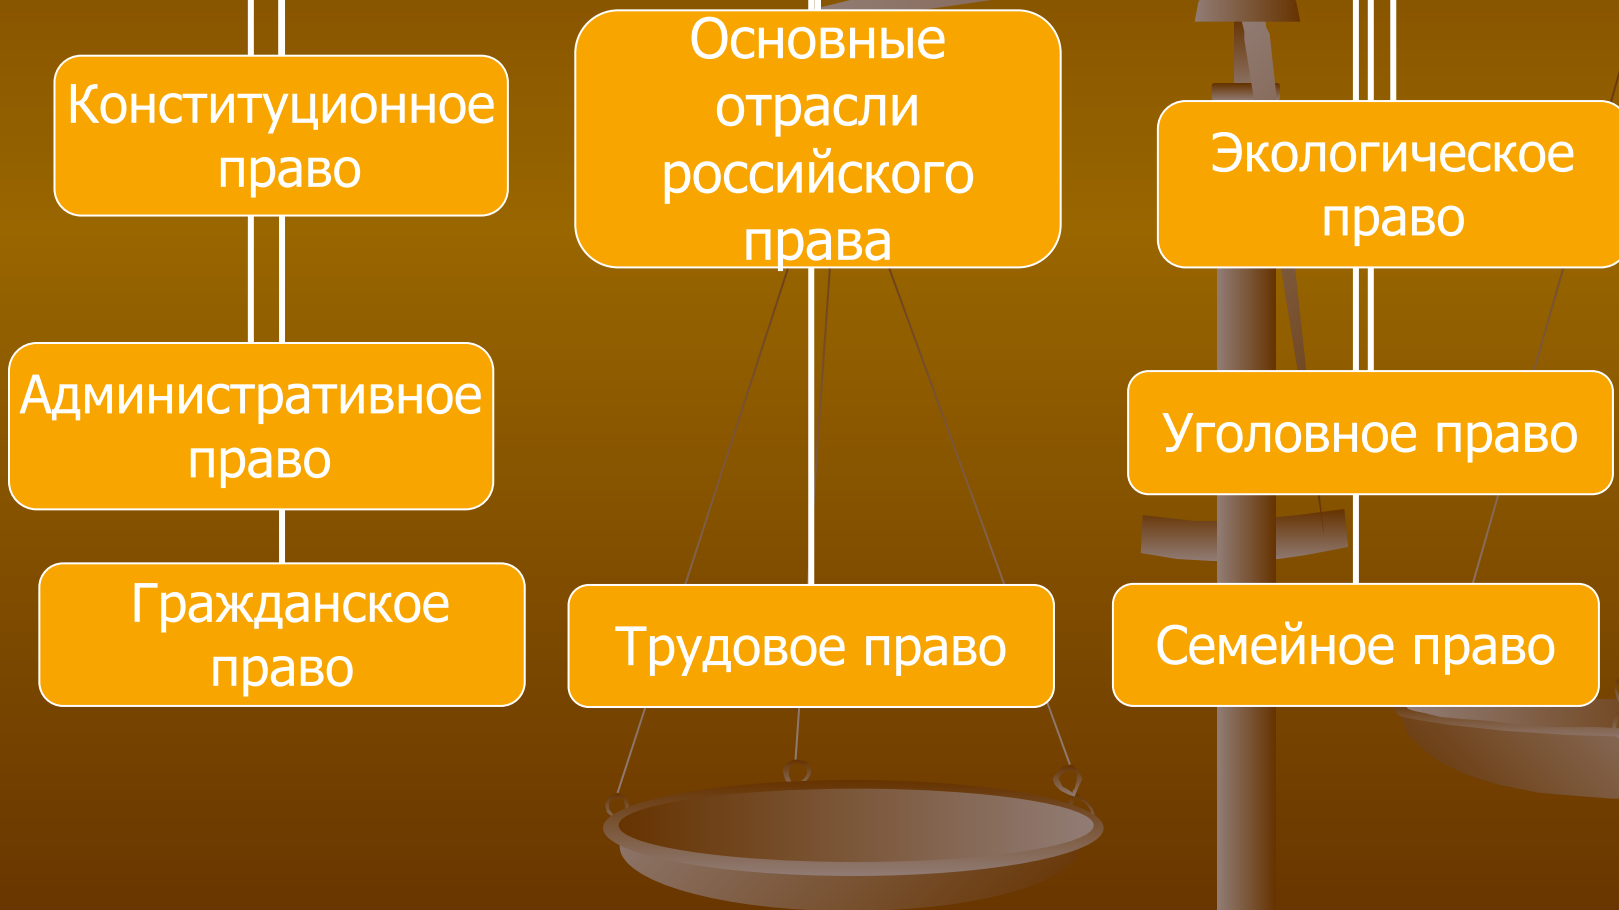 Основные
отрасли
российского
права
Конституционное
право
Административное
право
Гражданское
право
Трудовое право
Экологическое
право
Уголовное право
Семейное право